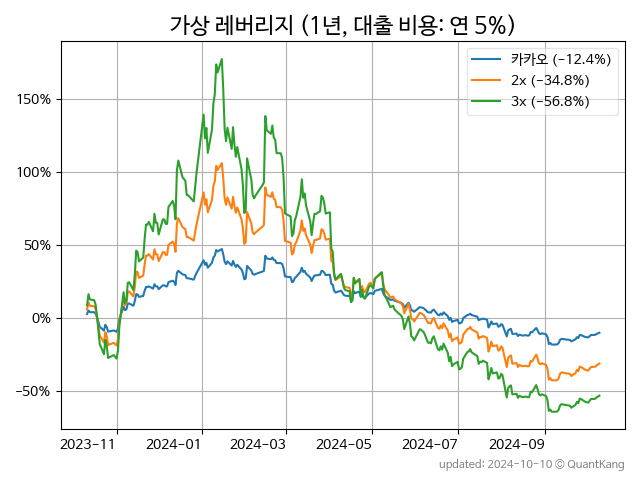 가상 레버리지 (1년, 대출 비용: 연 5%)
카카오 (−12.4%)
2x (−34.8%)
3x (−56.8%)
150%
100%
50%
0%
−50%
2023−11 2024−01 2024−03 2024−05 2024−07 2024−09
updated: 2024-10-10 © QuantKang